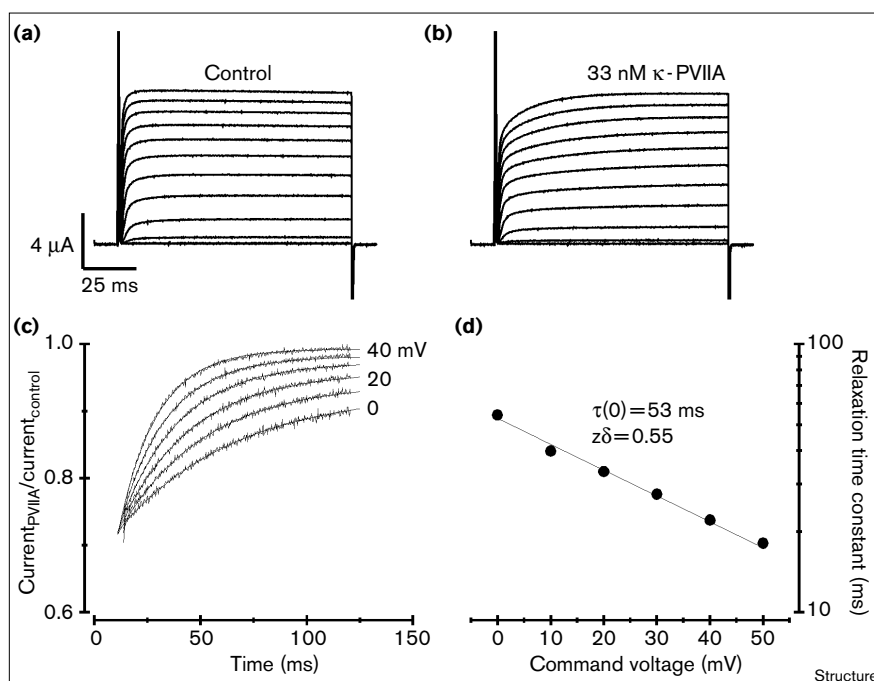 (a)
Control
4 μA
25 ms
(b)
33 nM κ-PVIIA
(c)
Current_PVIIA/current_control
1.0
0.8
0.6
40 mV
20
0
0
50
100
150
Time (ms)
(d)
τ(0)=53 ms
zδ=0.55
100
10
Relaxation time constant (ms)
0
10
20
30
40
50
Command voltage (mV)
Structure